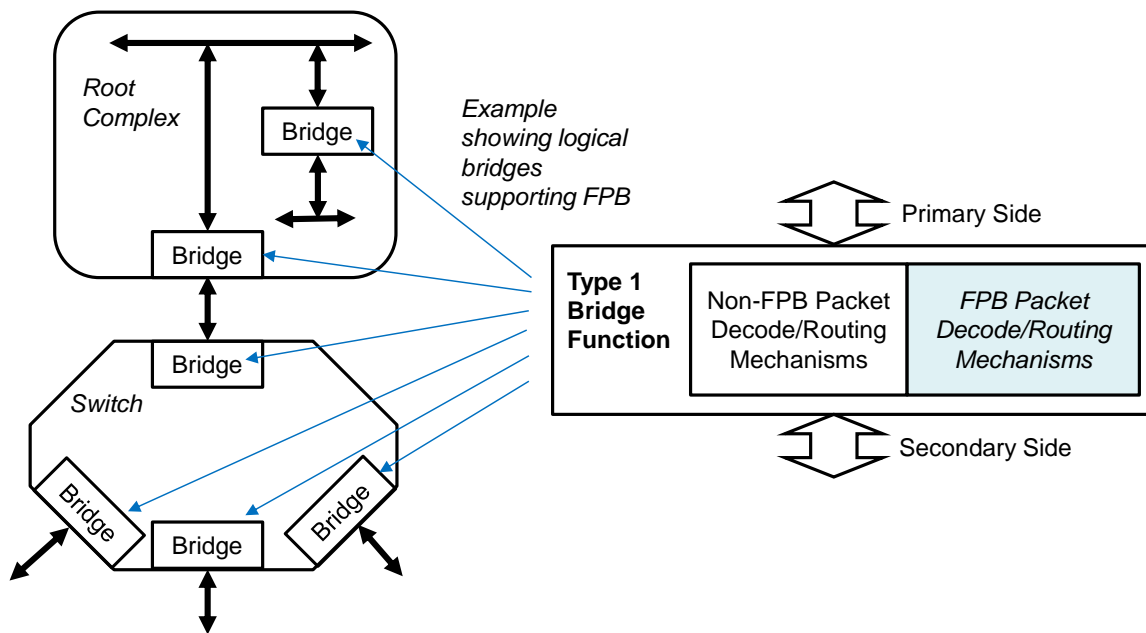 Root
Complex
Bridge
Bridge
Example
showing logical
bridges
supporting FPB
Bridge
Switch
Bridge
Bridge
Bridge
Primary Side
Type 1
Bridge
Function
Non-FPB Packet
Decode/Routing
Mechanisms
FPB Packet
Decode/Routing
Mechanisms
Secondary Side